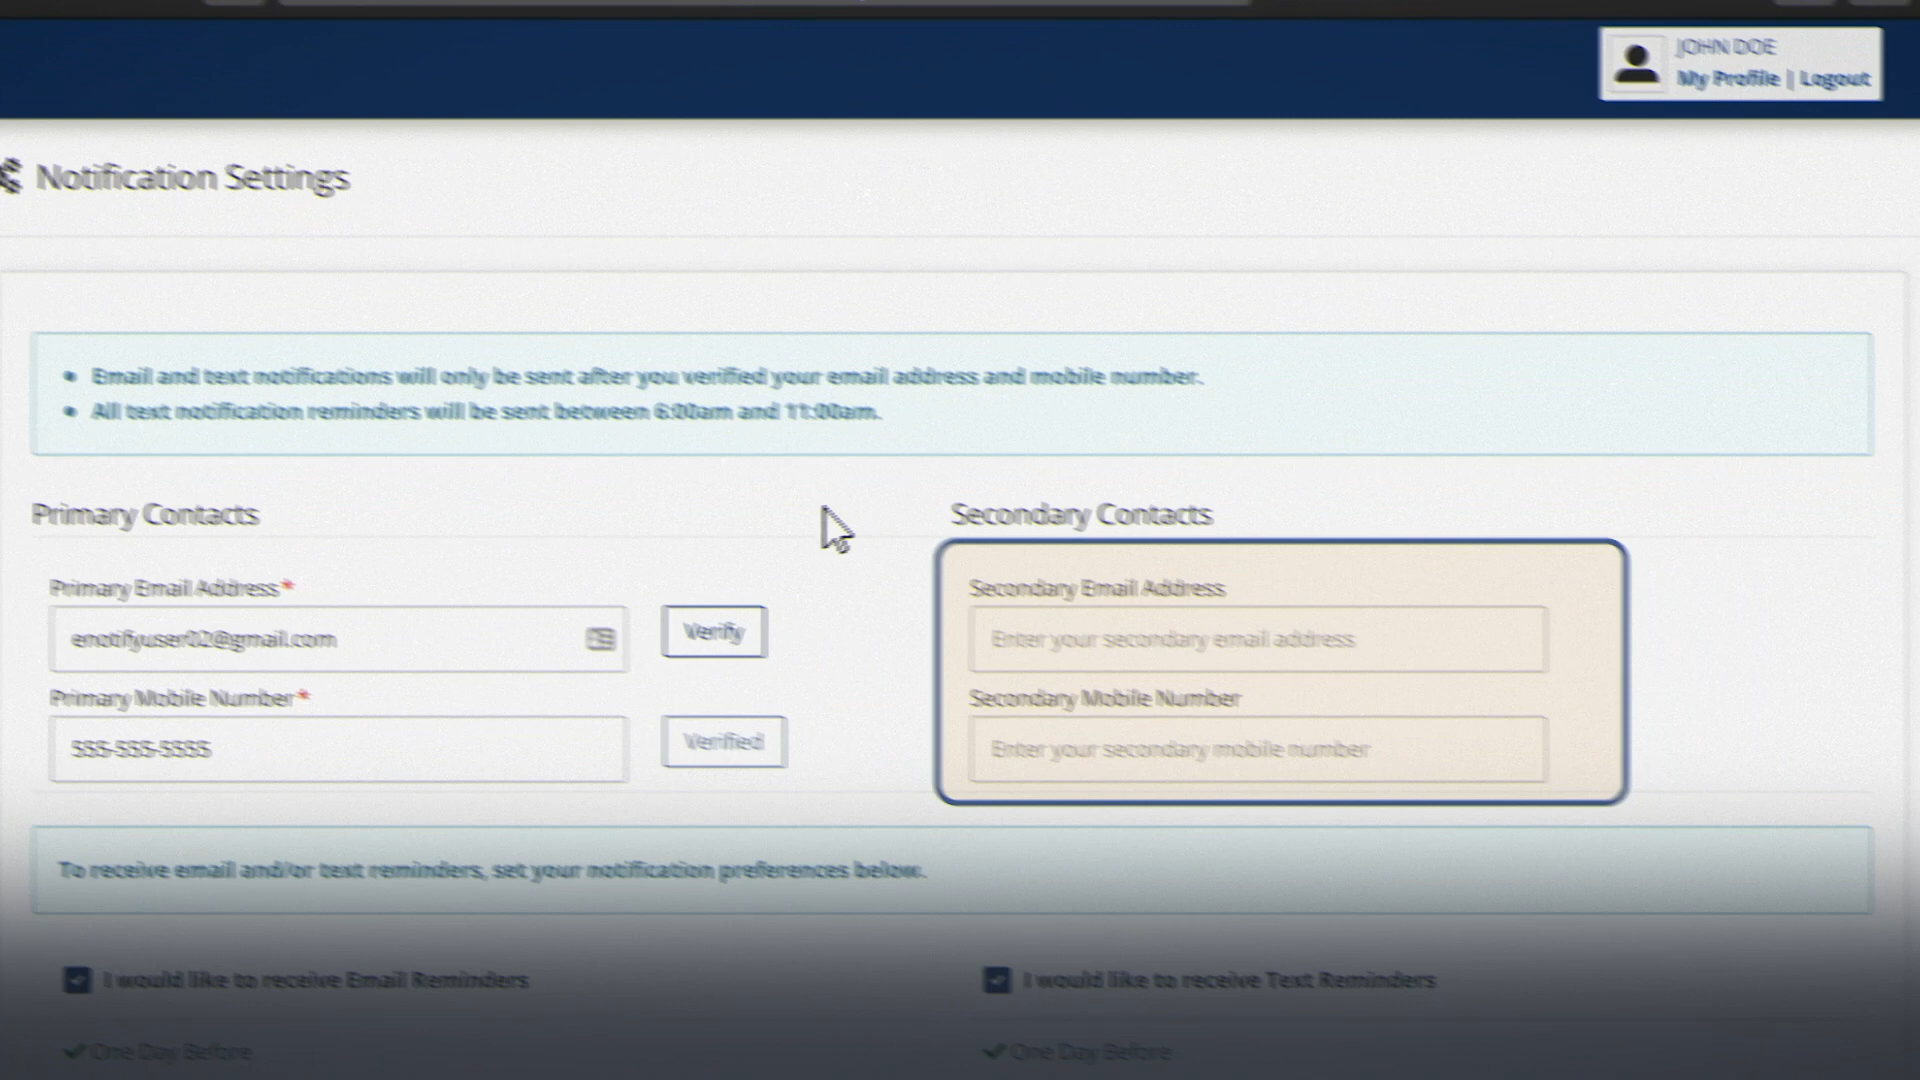 JOHN DOE
My Profile | Logout
Notification Settings
Email and text notifications will only be sent after you verified your email address and mobile number.
All text notification reminders will be sent between 6:00am and 11:00am.
Primary Contacts
Primary Email Address*
enotifyuser02@gmail.com
Verify
Primary Mobile Number*
555-555-5555
Verified
Secondary Contacts
Secondary Email Address
Enter your secondary email address
Secondary Mobile Number
Enter your secondary mobile number
To receive email and/or text reminders, set your notification preferences below.
I would like to receive Email Reminders
One Day Before
I would like to receive Text Reminders
One Day Before